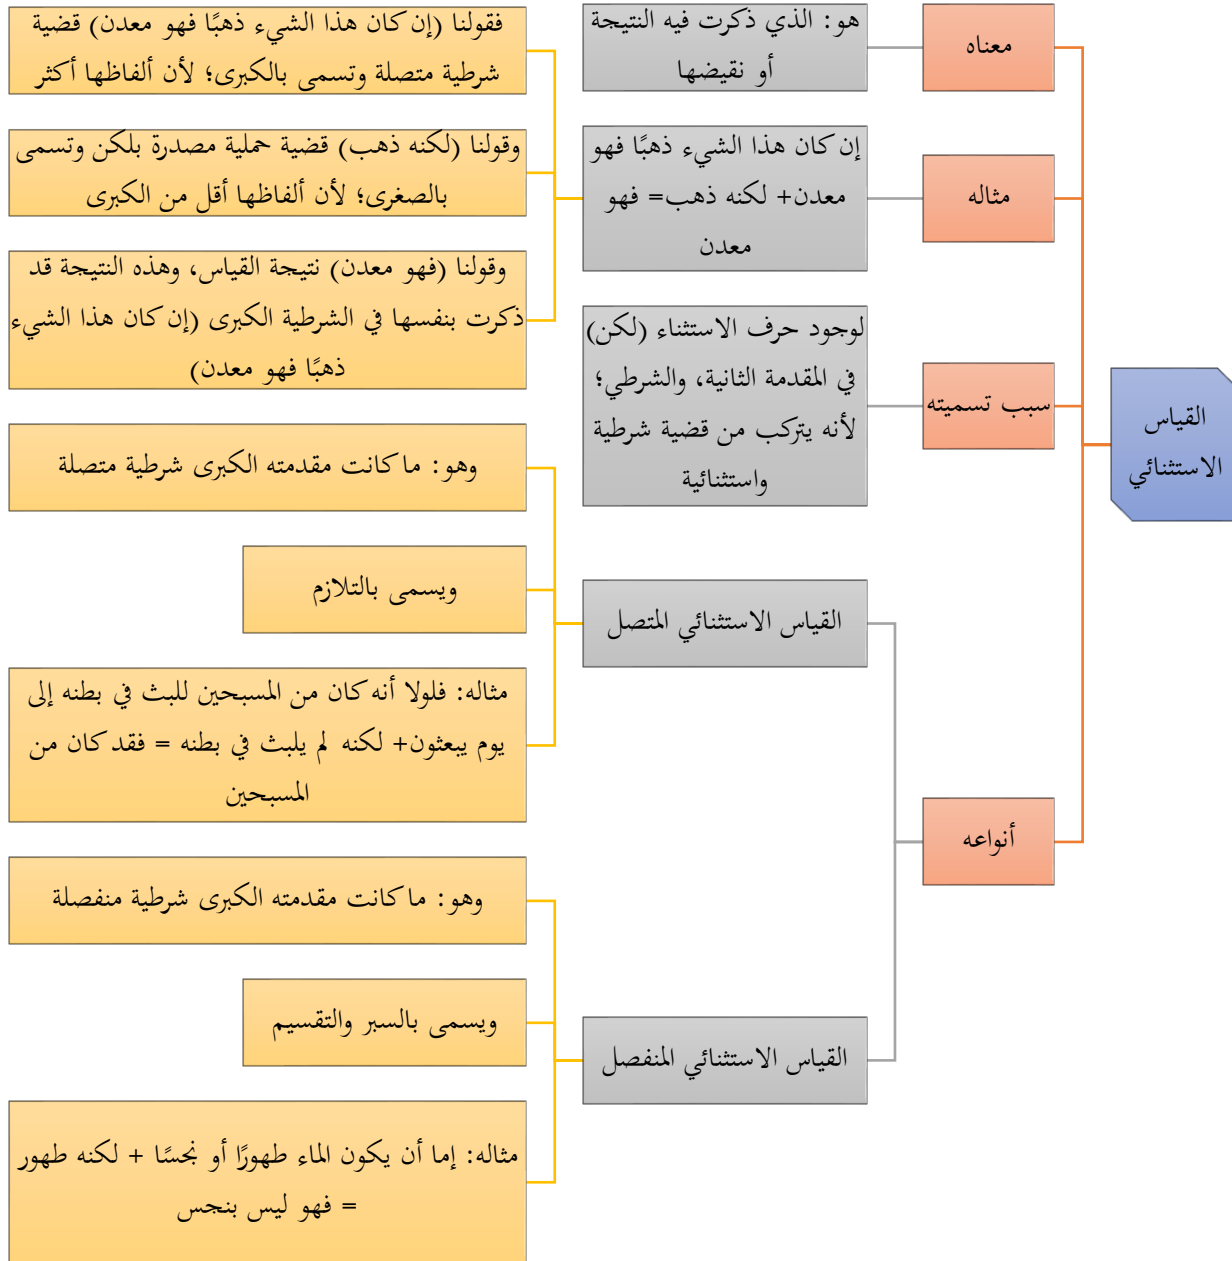 القياس
الاستثنائي
معناه
هو: الذي ذكرت فيه النتيجة
أو نقيضها
مثاله
إن كان هذا الشيء ذهبًا فهو
معدن+ لكنه ذهب= فهو
معدن
فقولنا (إن كان هذا الشيء ذهبًا فهو معدن) قضية
شرطية متصلة وتسمى بالكبرى؛ لأن ألفاظها أكثر
وقولنا (لكنه ذهب) قضية حملية مصدرة بلكن وتسمى
بالصغرى؛ لأن ألفاظها أقل من الكبرى
وقولنا (فهو معدن) نتيجة القياس، وهذه النتيجة قد
ذكرت بنفسها في الشرطية الكبرى (إن كان هذا الشيء
ذهبًا فهو معدن)
سبب تسميته
لوجود حرف الاستثناء (لكن)
في المقدمة الثانية، والشرطي؛
لأنه يتركب من قضية شرطية
واستثنائية
أنواعه
القياس الاستثنائي المتصل
وهو: ما كانت مقدمته الكبرى شرطية متصلة
ويسمى بالتلازم
مثاله: فلولا أنه كان من المسبحين للبث في بطنه إلى
يوم يبعثون+ لكنه لم يلبث في بطنه = فقد كان من
المسبحين
القياس الاستثنائي المنفصل
وهو: ما كانت مقدمته الكبرى شرطية منفصلة
ويسمى بالسبر والتقسيم
مثاله: إما أن يكون الماء طهورًا أو نجسًا + لكنه طهور
= فهو ليس بنجس